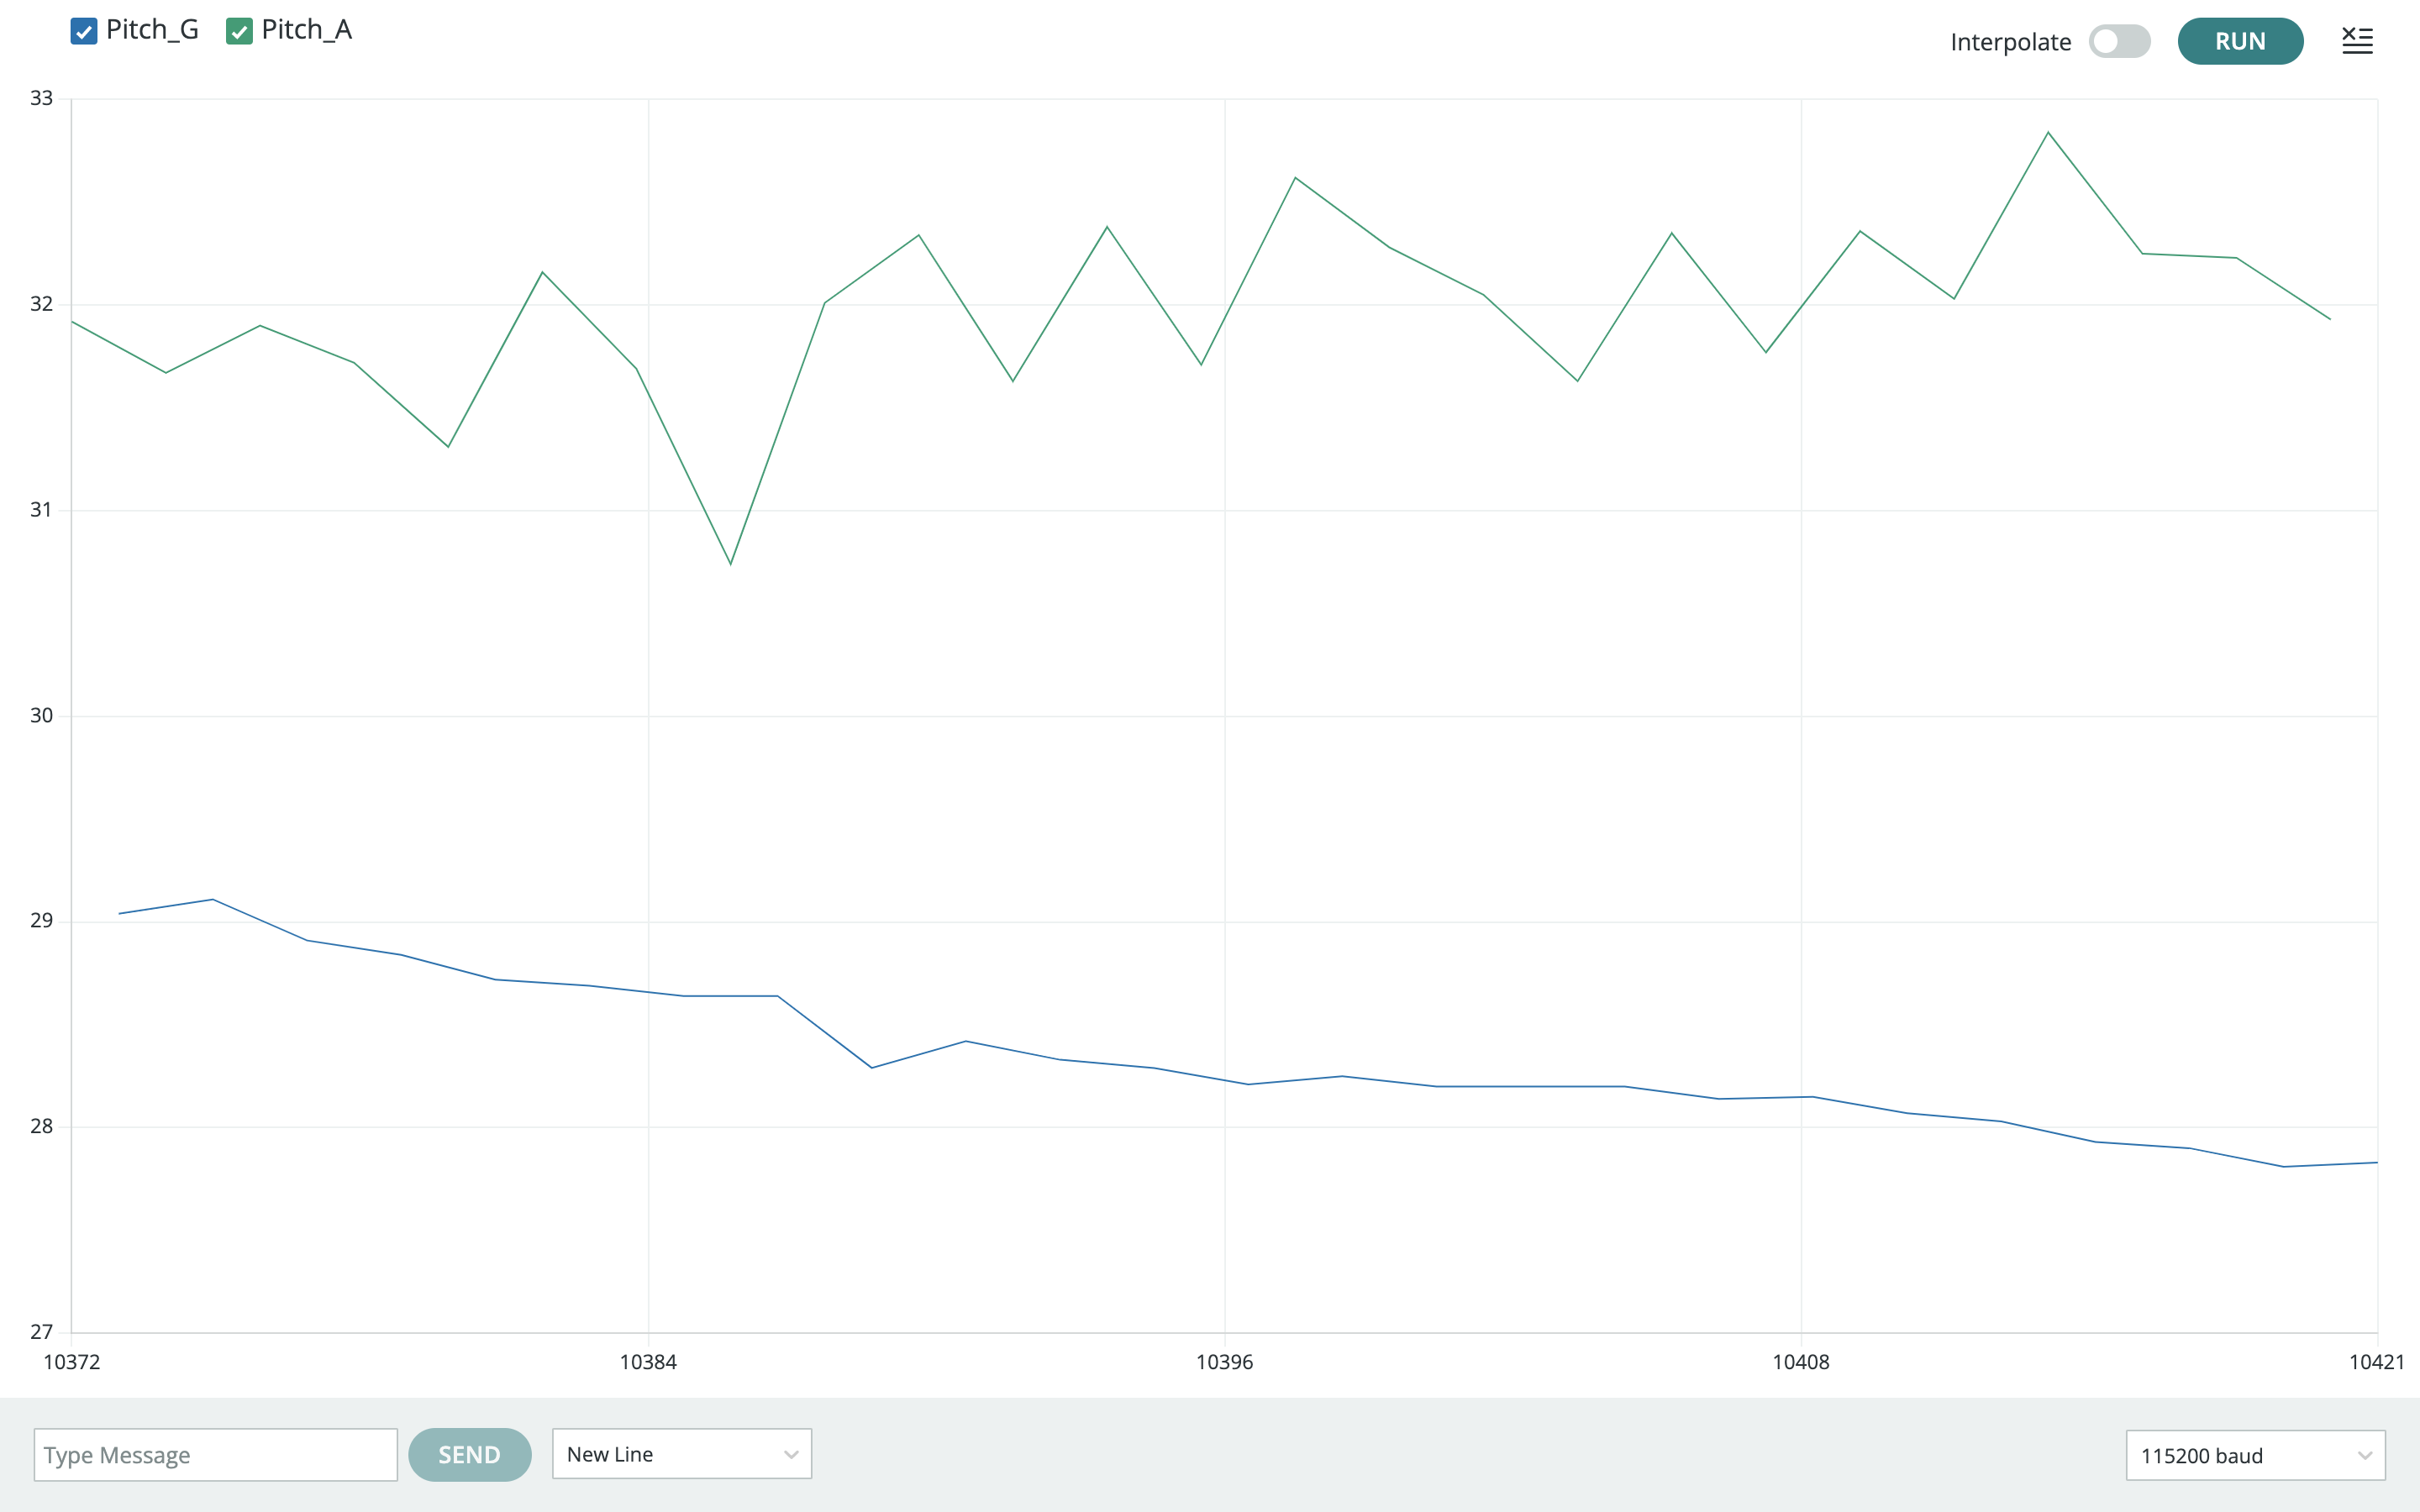 Pitch_G Pitch_A
Interpolate RUN
33
32
31
30
29
28
27
10372 10384 10396 10408 10421
Type Message SEND New Line 115200 baud